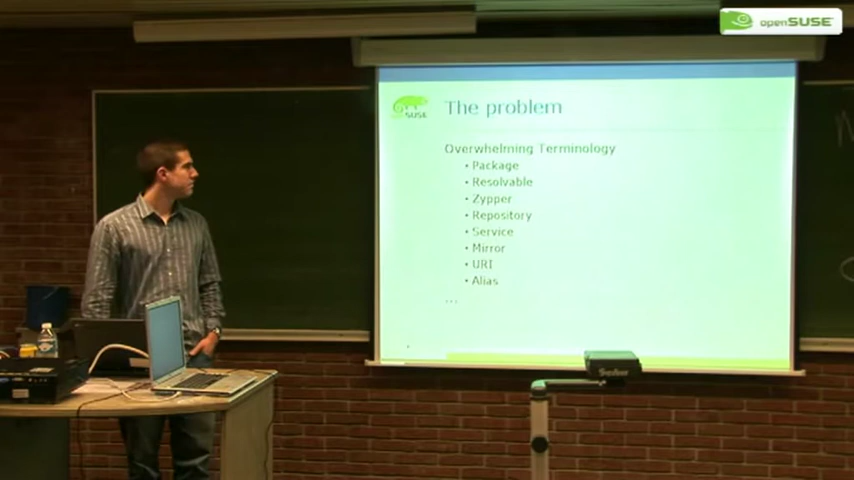 openSUSE
The problem
SUSE
Overwhelming Terminology
• Package
• Resolvable
• Zypper
• Repository
• Service
• Mirror
• URI
• Alias
...